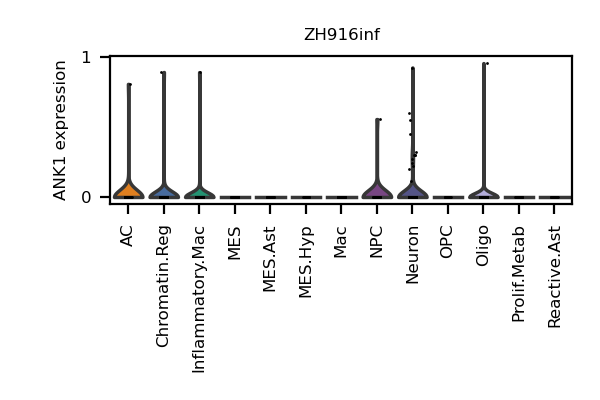 ZH916inf
ANK1 expression
1
0
AC
Chromatin.Reg
Inflammatory.Mac
MES
MES.Ast
MES.Hyp
Mac
NPC
Neuron
OPC
Oligo
Prolif.Metab
Reactive.Ast